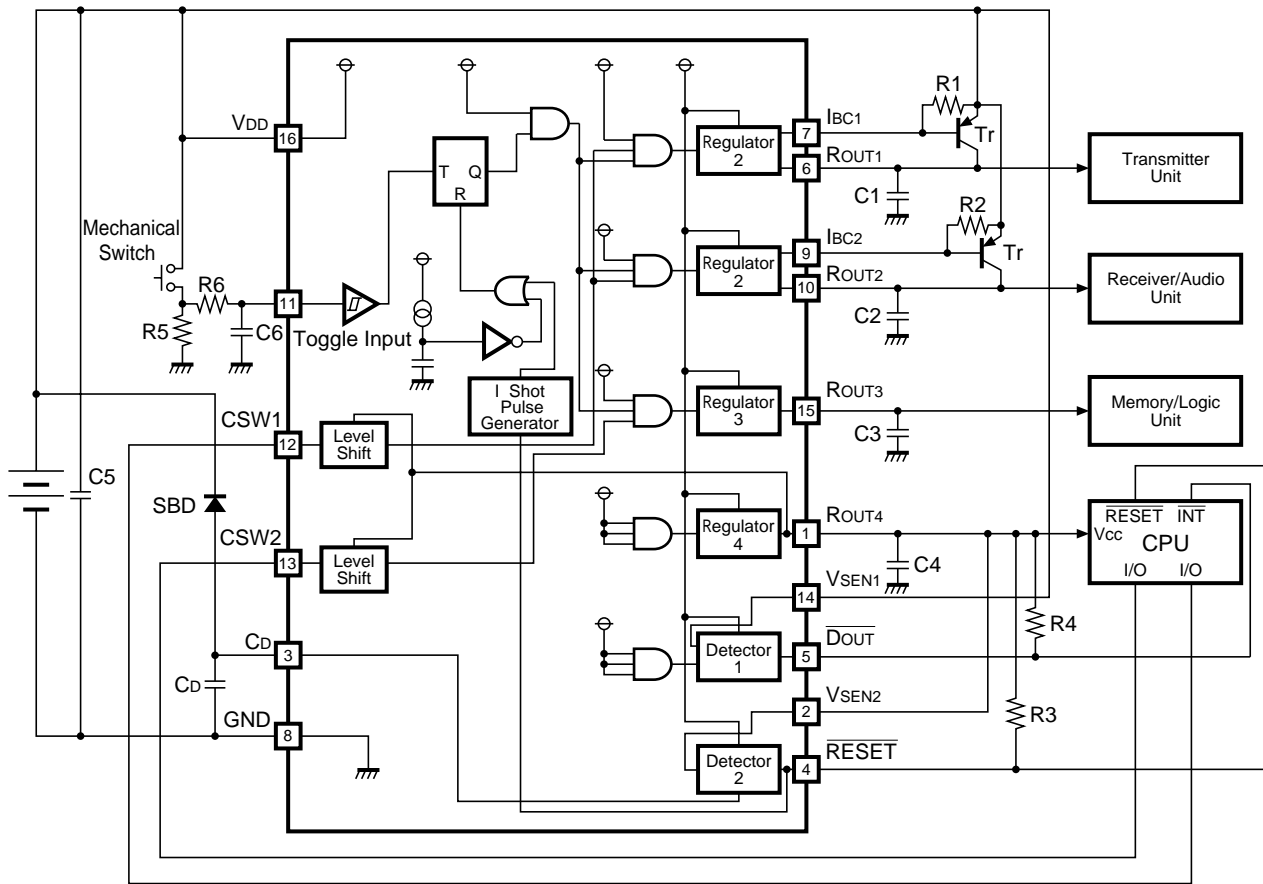 R1
IBC1
VDD
7
Tr
16
Regulator
2
ROUT1
T Q
R
6
Transmitter
Unit
C1
R2
Mechanical
Switch
IBC2
9
Tr
Regulator
2
ROUT2
10
Receiver/Audio
Unit
R6
11
R5
C6
Toggle Input
C2
I Shot
Pulse
Generator
ROUT3
Regulator
3
15
Memory/Logic
Unit
CSW1
12
Level
Shift
C3
C5
SBD
ROUT4
RESET INT
Regulator
4
1
Vcc
CPU
I/O I/O
CSW2
13
Level
Shift
C4
VSEN1
14
R4
CD
3
DOUT
Detector
1
5
CD
VSEN2
2
R3
GND
8
RESET
Detector
2
4